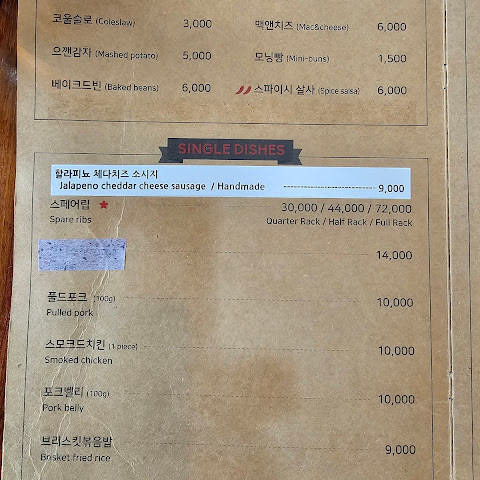 코울슬로 (Coleslaw) 3,000
맥앤치즈 (Mac&cheese) 6,000
으깬감자 (Mashed potato) 5,000
모닝빵 (Mini-buns) 1,500
베이크드빈 (Baked beans) 6,000
스파이시 살사 (Spice salsa) 6,000
SINGLE DISHES
할라피뇨 체다치즈 소시지
Jalapeno cheddar cheese sausage / Handmade 9,000
스페어립 30,000 / 44,000 / 72,000
Spare ribs Quarter Rack / Half Rack / Full Rack
14,000
풀드포크 (100g) 10,000
Pulled pork
스모크드치킨 (1 piece) 10,000
Smoked chicken
포크벨리 (100g) 10,000
Pork belly
브리스킷볶음밥 9,000
Brisket fried rice